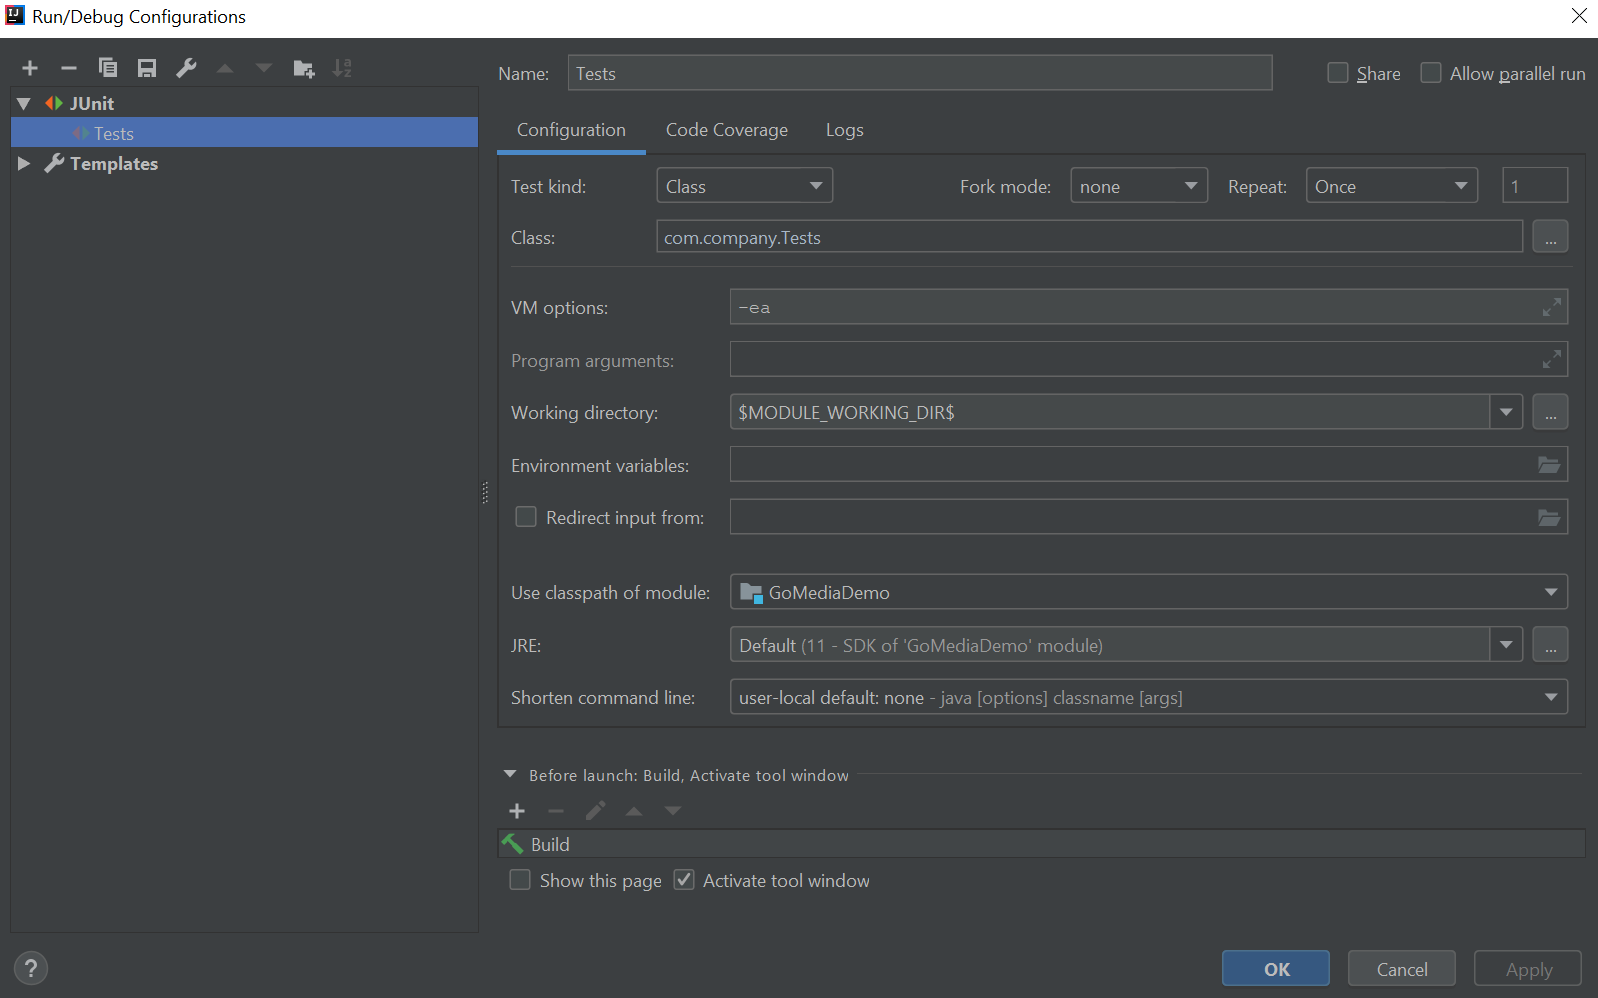 Run/Debug Configurations
JUnit
Tests
Templates
Name: Tests Share Allow parallel run
Configuration Code Coverage Logs
Test kind: Class Fork mode: none Repeat: Once 1
Class: com.company.Tests ...
VM options: -ea
Program arguments:
Working directory: $MODULE_WORKING_DIR$ ...
Environment variables:
Redirect input from:
Use classpath of module: GoMediaDemo
JRE: Default (11 - SDK of 'GoMediaDemo' module) ...
Shorten command line: user-local default: none - java [options] classname [args]
Before launch: Build, Activate tool window
Build
Show this page Activate tool window
? OK Cancel Apply